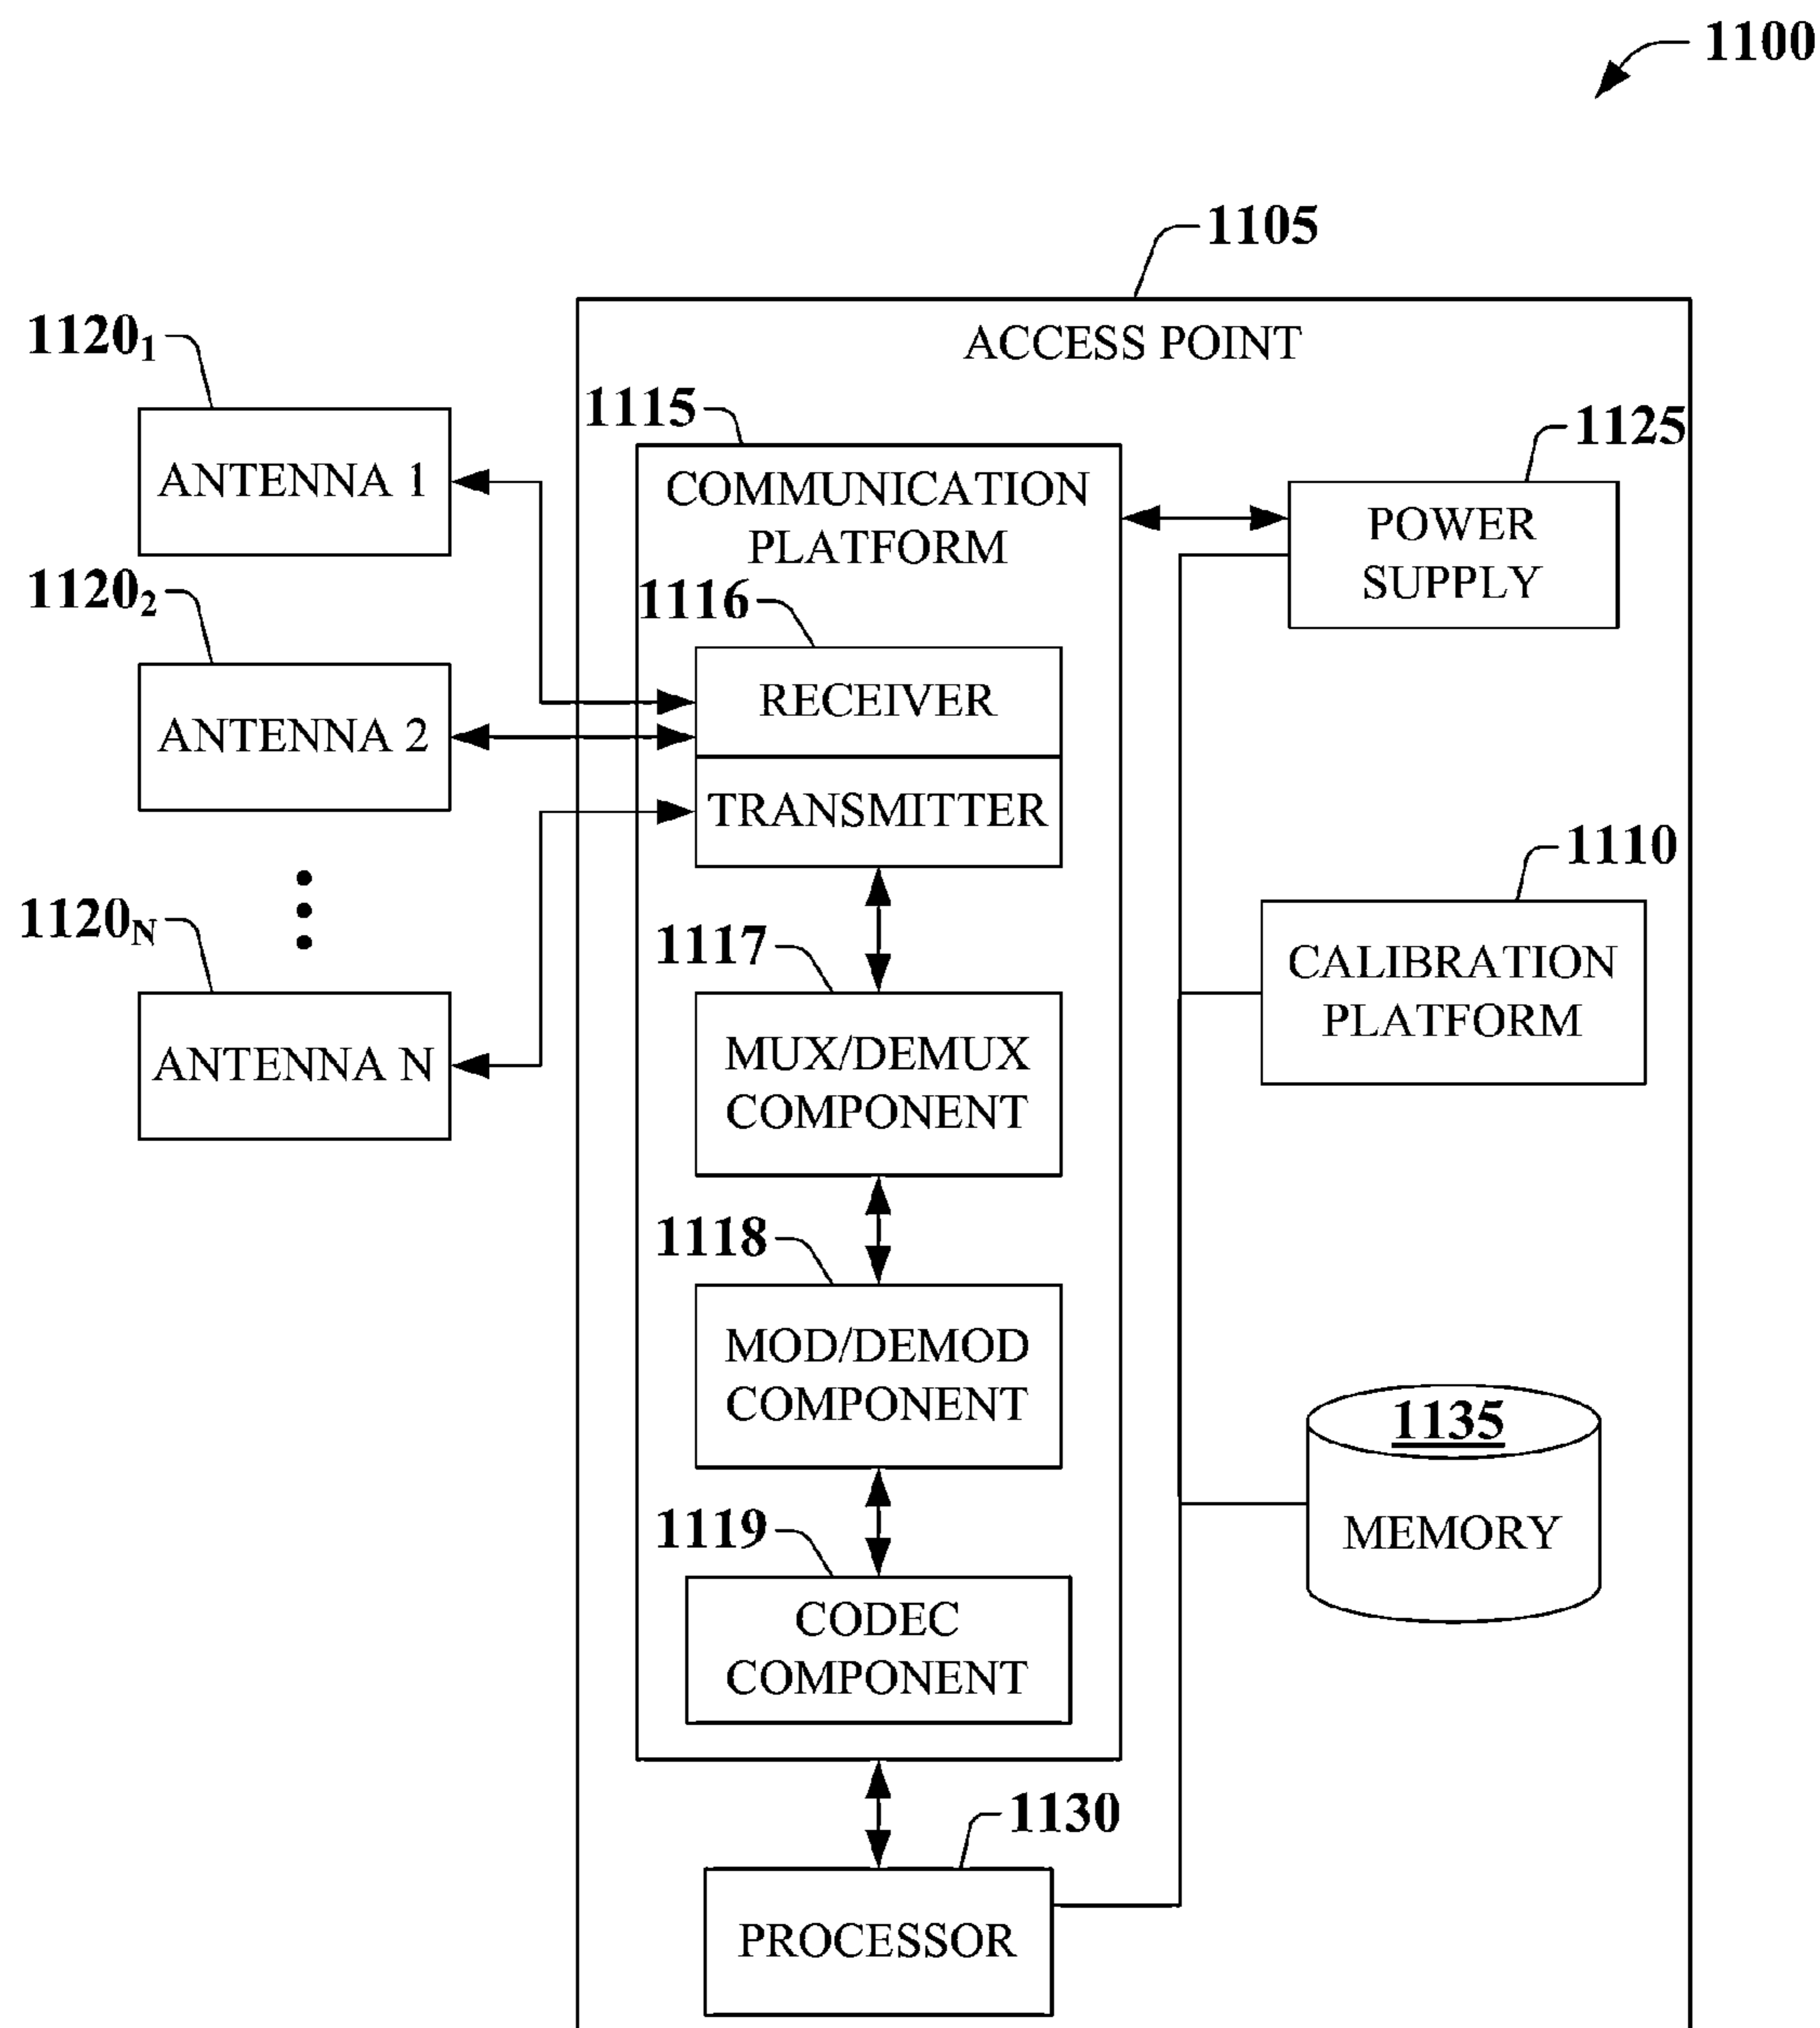 1100
1105
ACCESS POINT
1120₁
ANTENNA 1
1120₂
ANTENNA 2
1120N
ANTENNA N
1115
COMMUNICATION
PLATFORM
1116
RECEIVER
TRANSMITTER
1117
MUX/DEMUX
COMPONENT
1118
MOD/DEMOD
COMPONENT
1119
CODEC
COMPONENT
1125
POWER
SUPPLY
1110
CALIBRATION
PLATFORM
1135
MEMORY
1130
PROCESSOR